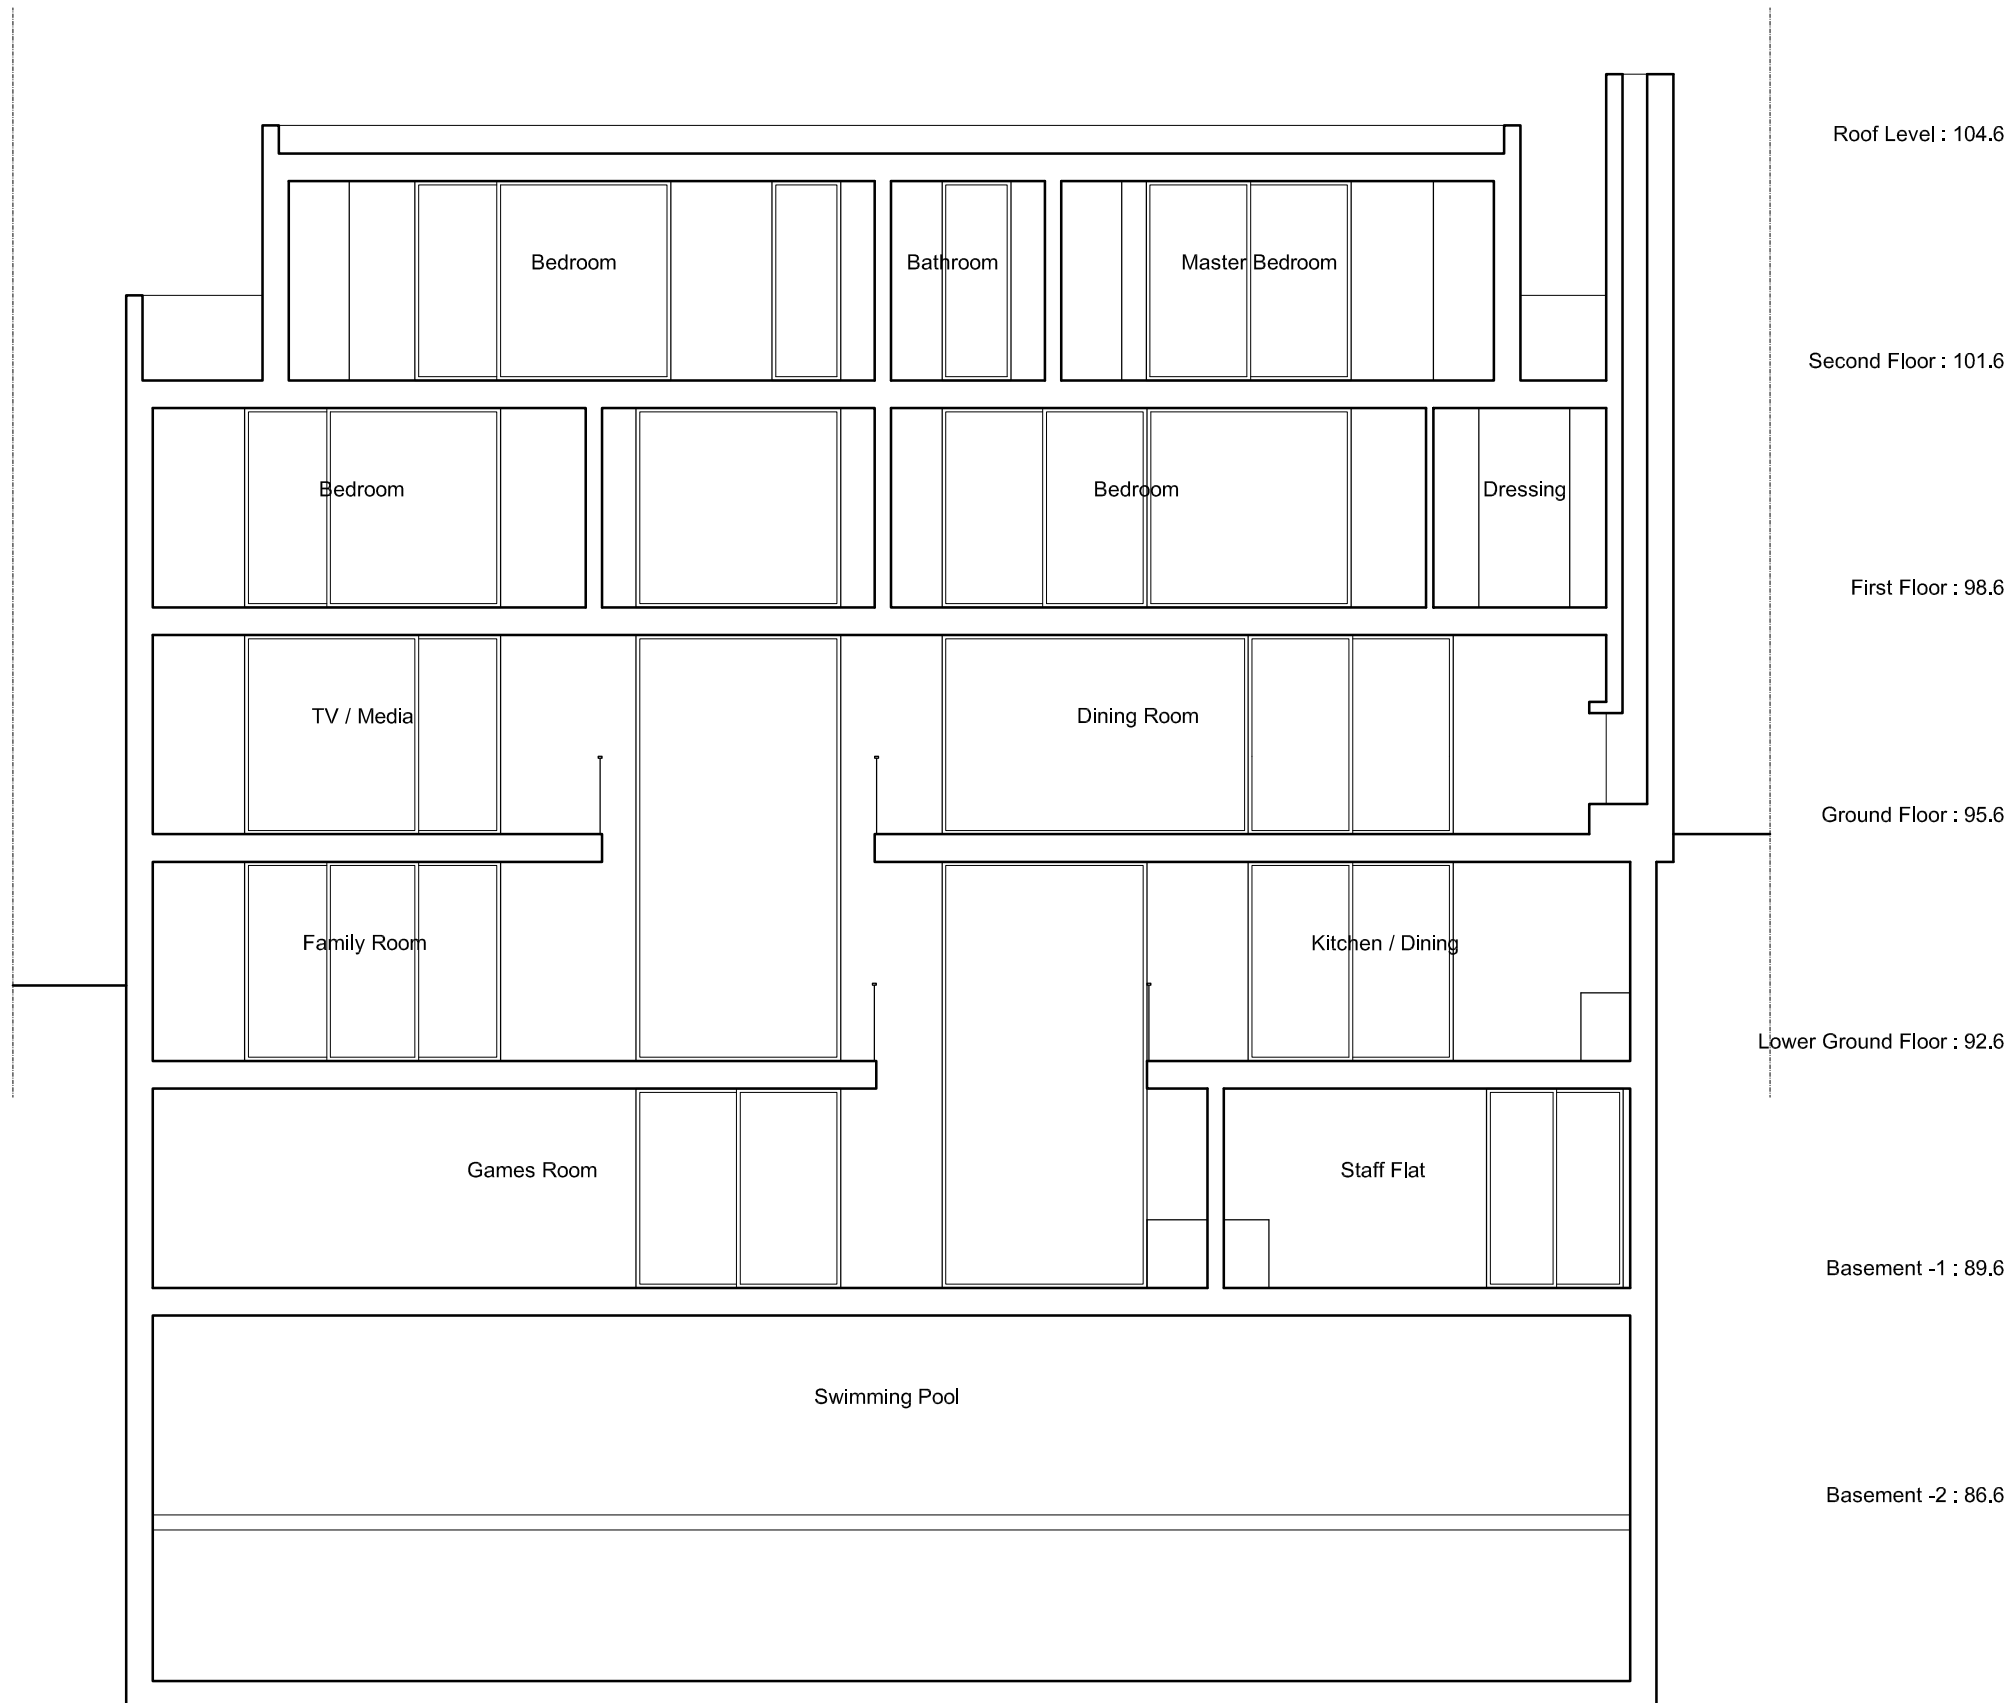 Roof Level : 104.6
Bedroom
Bathroom
Master Bedroom
Second Floor : 101.6
Bedroom
Bedroom
Dressing
First Floor : 98.6
TV / Media
Dining Room
Ground Floor : 95.6
Family Room
Kitchen / Dining
Lower Ground Floor : 92.6
Games Room
Staff Flat
Basement -1 : 89.6
Swimming Pool
Basement -2 : 86.6